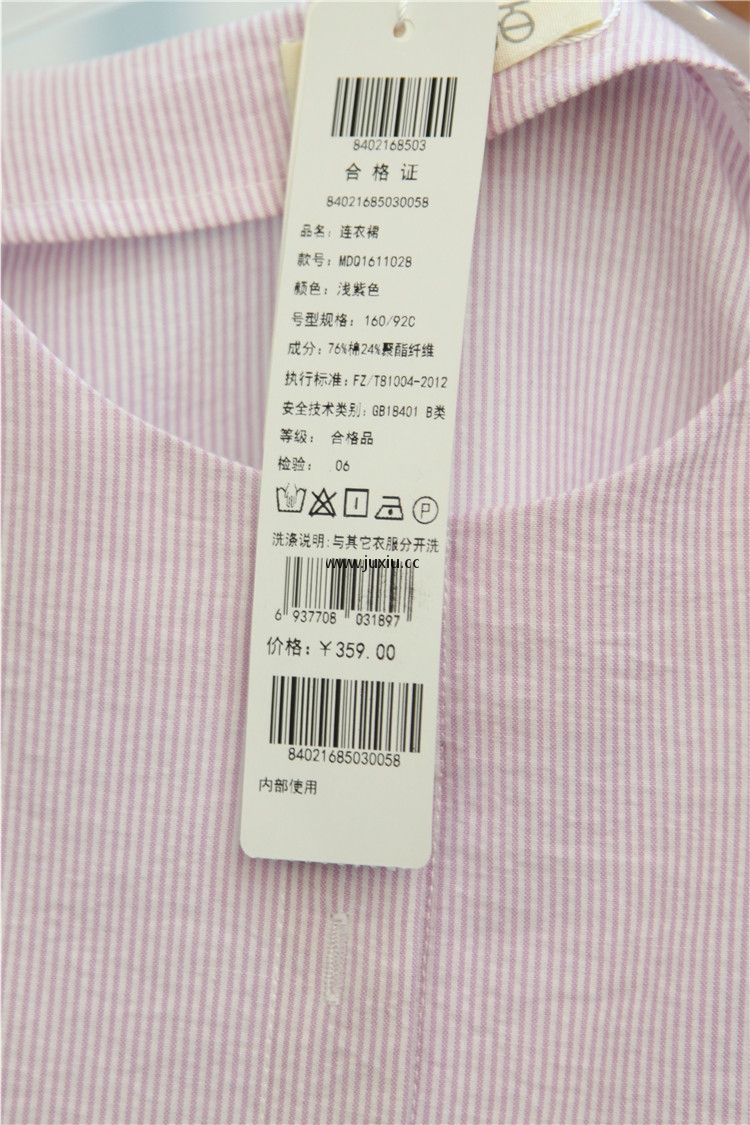 8402168503
合格证
84021685030058
品名：连衣裙
款号：MDQ1611028
颜色：浅紫色
号型规格：160/92C
成分：76%棉24%聚酯纤维
执行标准：FZ/T81004-2012
安全技术类别：GB18401 B类
等级：合格品
检验：06
P
洗涤说明:与其它衣服分开洗
www.juxiu.cc
6 937708 031897
价格：￥359.00
84021685030058
内部使用